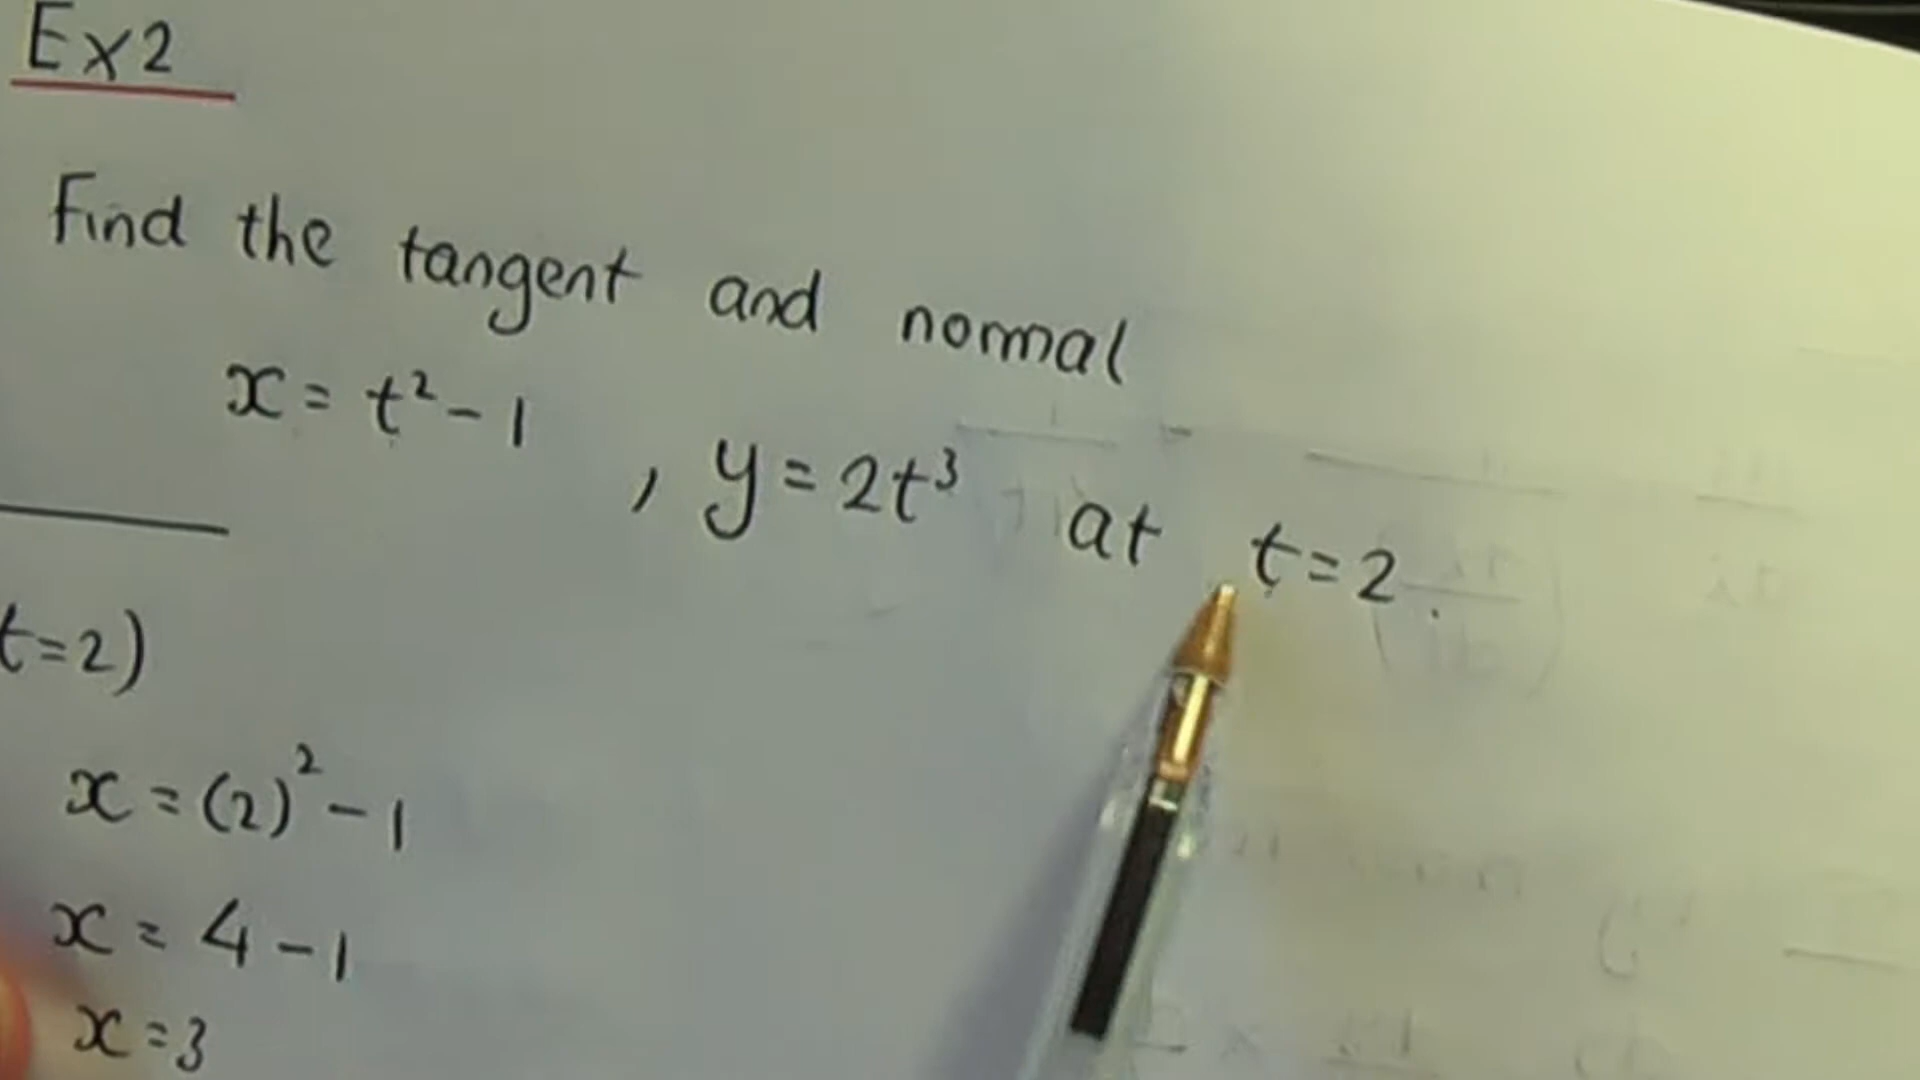 Ex2
Find the tangent and normal
x = t² - 1 , y = 2t³ at t = 2.
t=2)
x = (2)² - 1
x = 4 - 1
x = 3